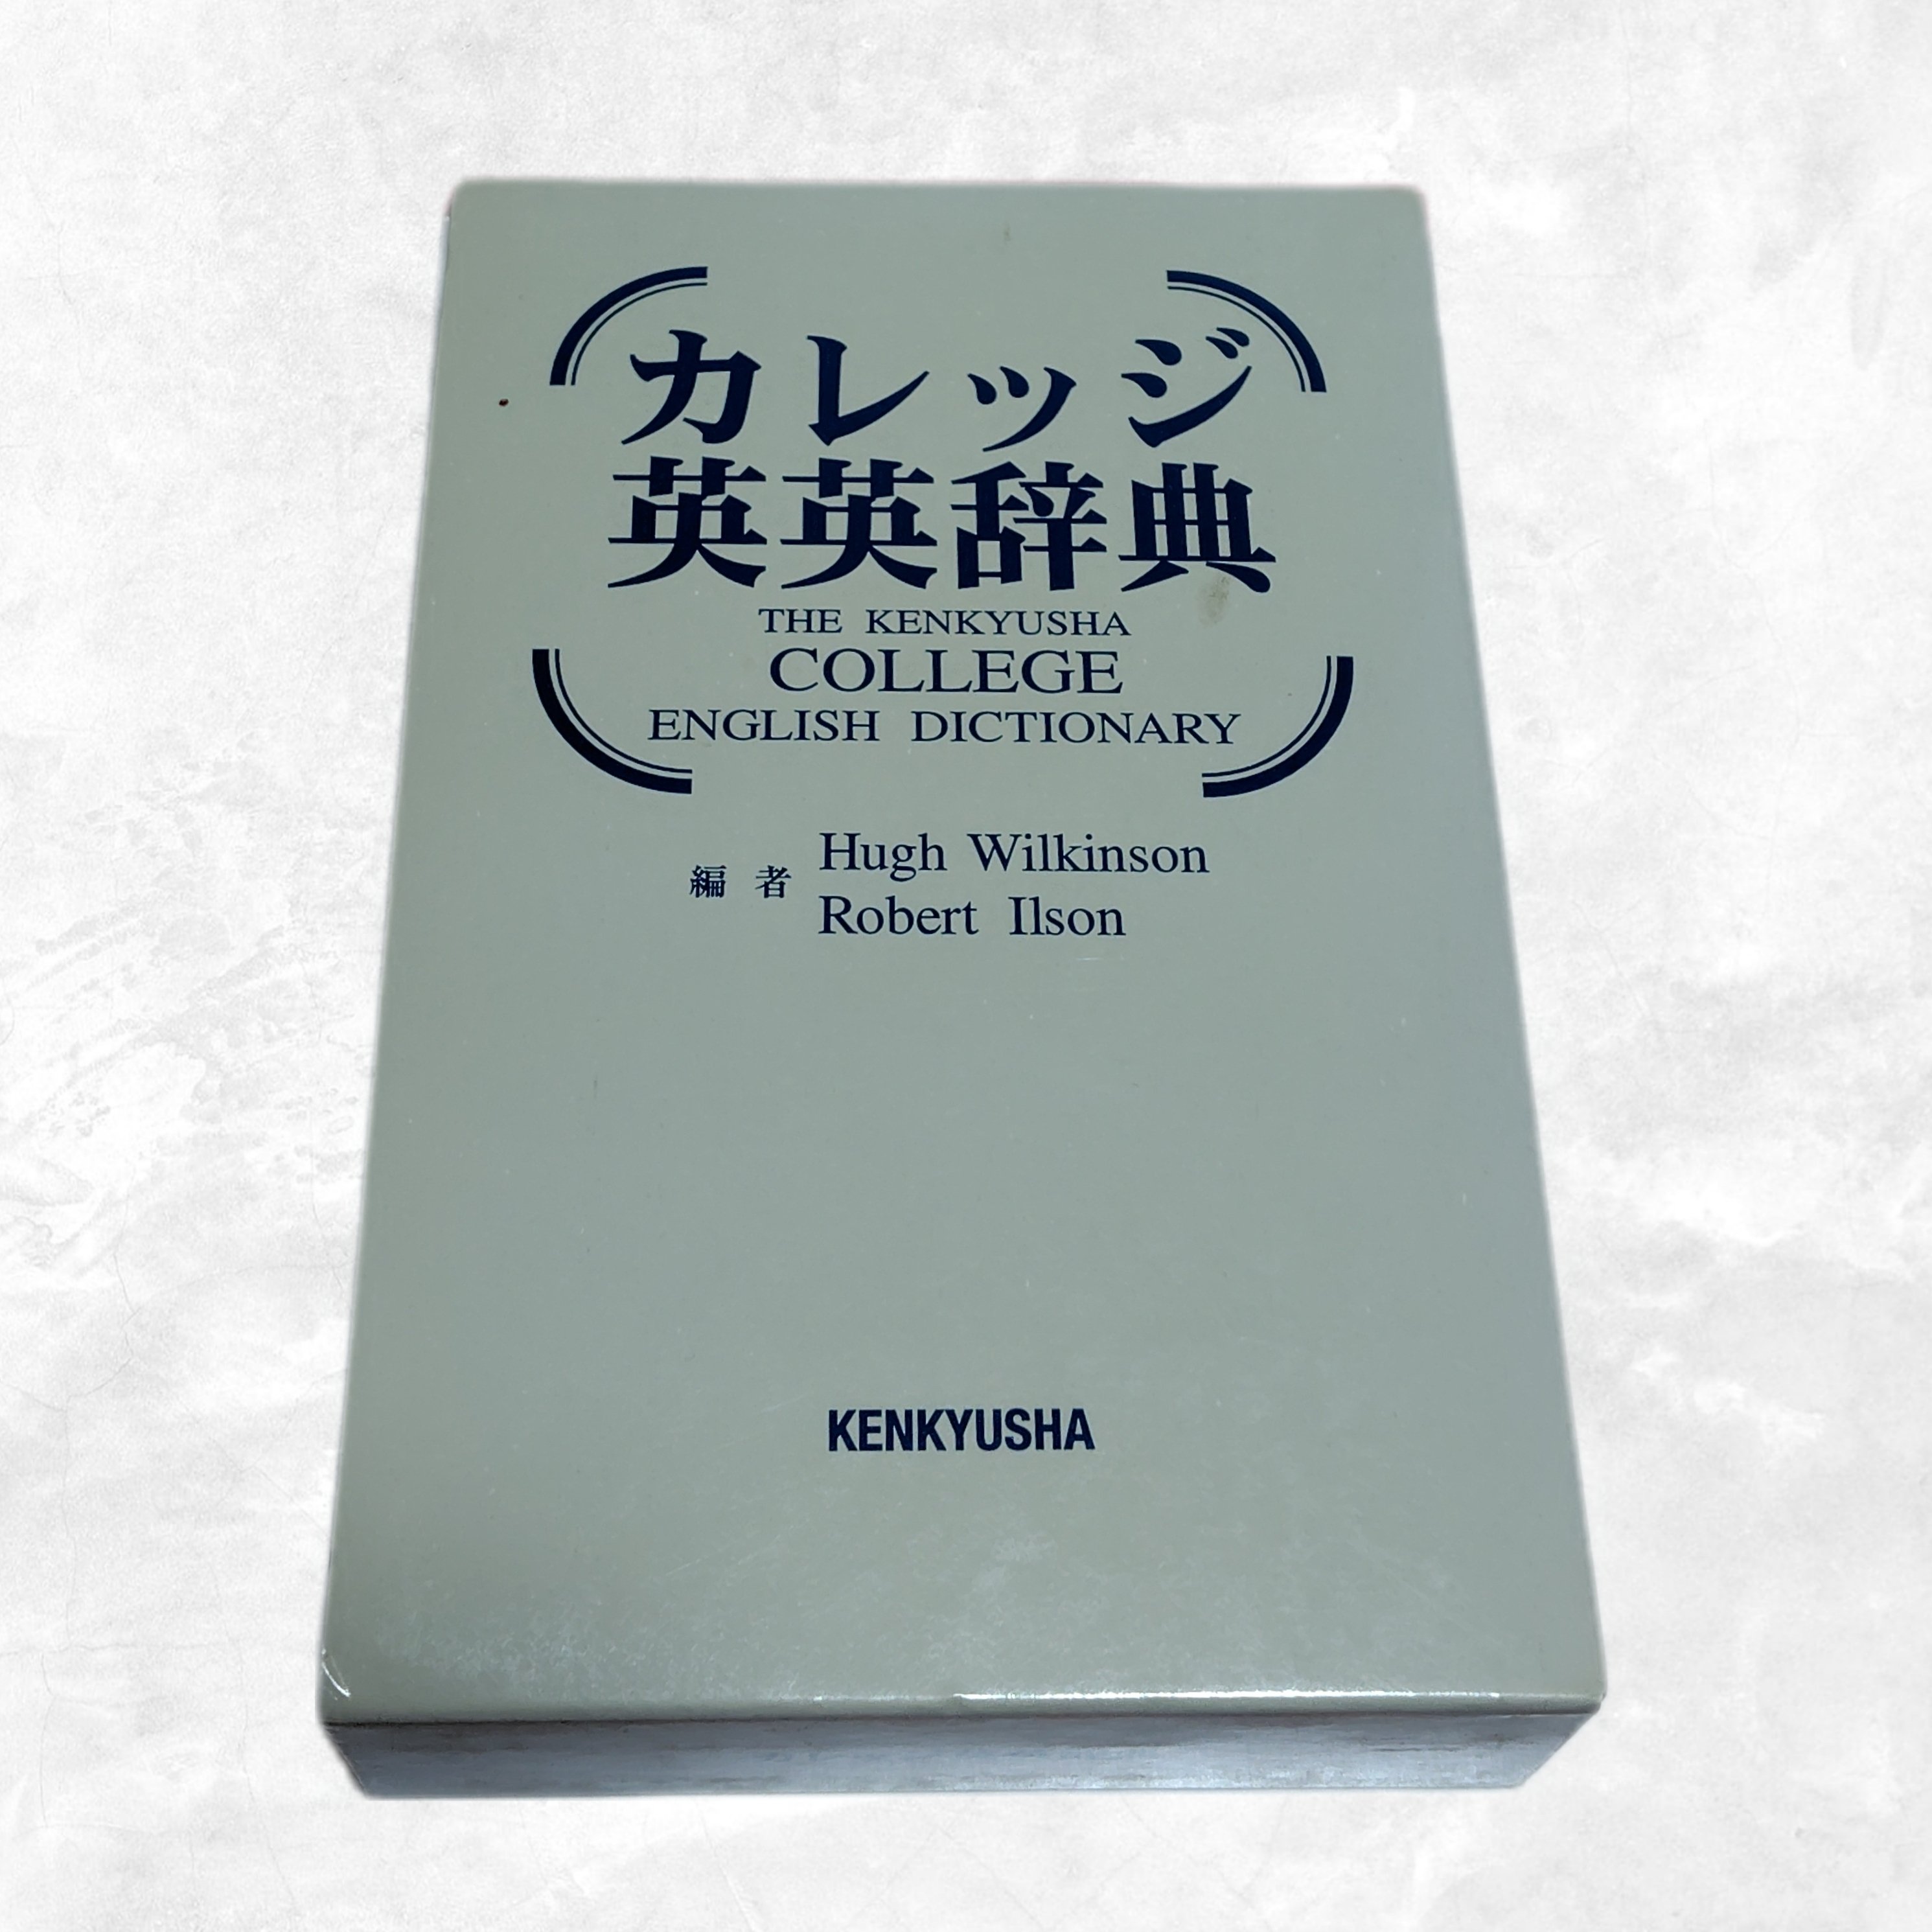 カレッジ
英英辞典
THE KENKYUSHA
COLLEGE
ENGLISH DICTIONARY
編者
Hugh Wilkinson
Robert Ilson
KENKYUSHA